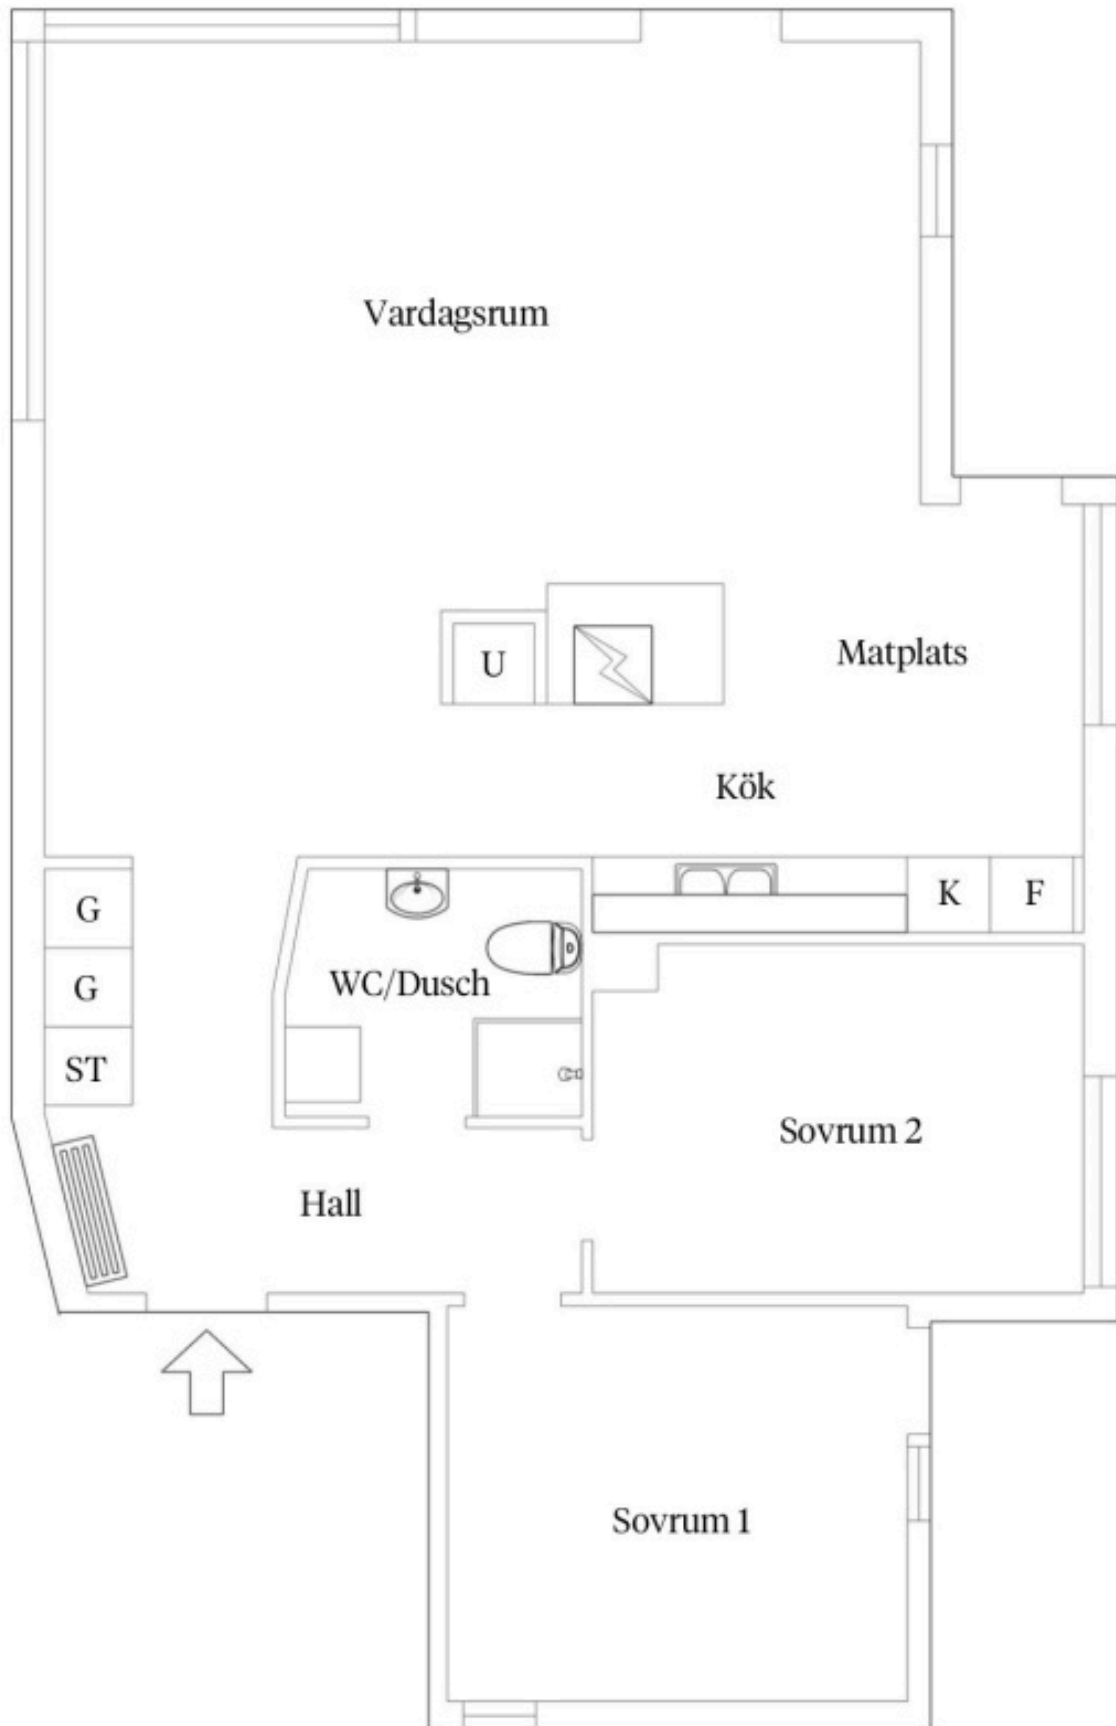 Vardagsrum
U
Matplats
Kök
G
K
F
G
WC/Dusch
ST
Sovrum 2
Hall
Sovrum 1